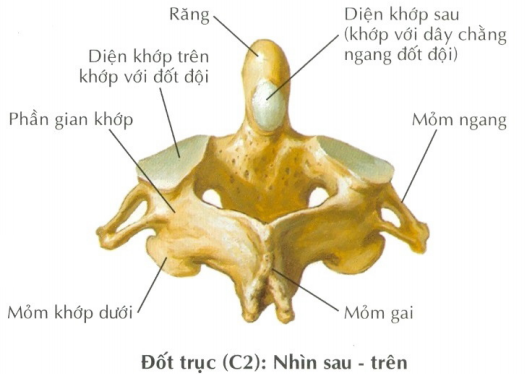 Răng
Diện khớp sau
(khớp với dây chằng
ngang đốt đội)
Diện khớp trên
khớp với đốt đội
Phần gian khớp
Mỏm ngang
Mỏm khớp dưới
Mỏm gai
Đốt trục (C2): Nhìn sau - trên